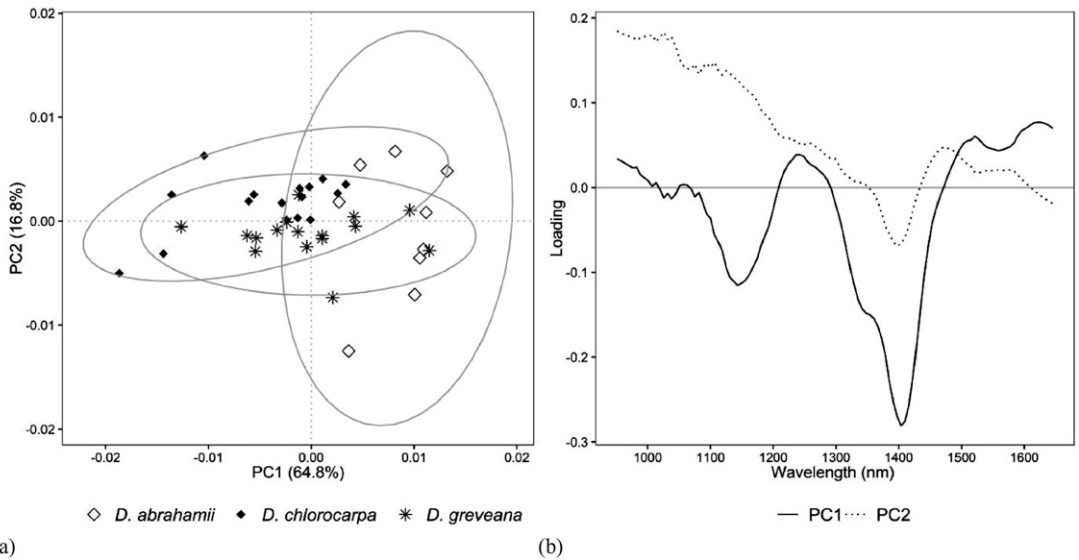 0.02
0.01
0.00
-0.01
-0.02
PC2 (16.8%)
-0.02 -0.01 0.00 0.01 0.02
PC1 (64.8%)
D. abrahamii D. chlorocarpa D. greveana
a)
0.2
0.1
0.0
-0.1
-0.2
-0.3
Loading
1000 1100 1200 1300 1400 1500 1600
Wavelength (nm)
PC1 PC2
(b)